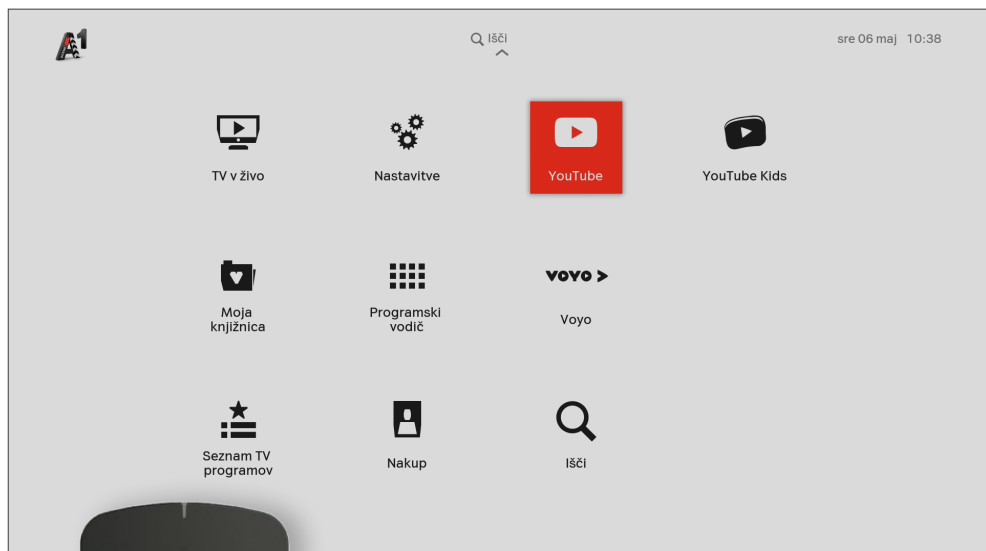 A1
Išči
sre 06 maj 10:38
TV v živo
Nastavitve
YouTube
YouTube Kids
Moja
knjižnica
Programski
vodič
VOYO >
Voyo
Seznam TV
programov
Nakup
Išči